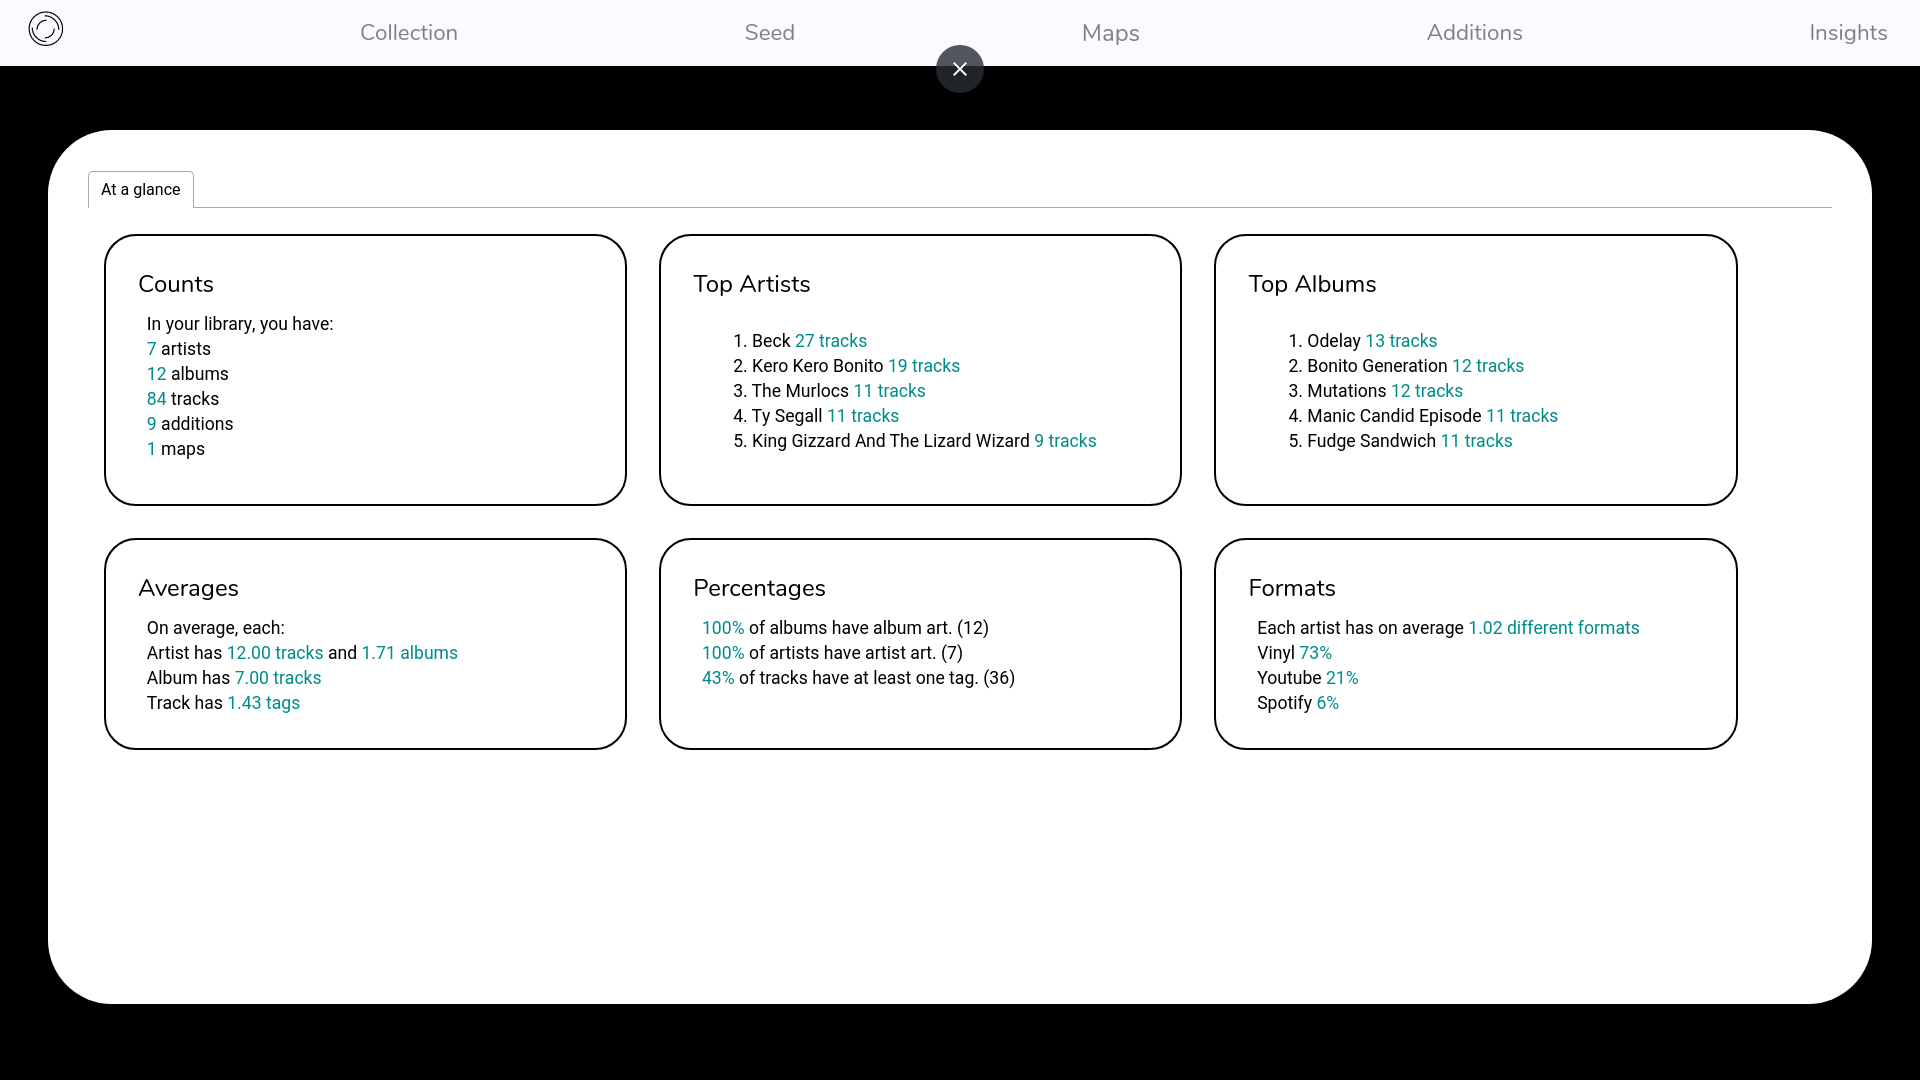 Collection
Seed
Maps
Additions
Insights
At a glance
Counts
In your library, you have:
7 artists
12 albums
84 tracks
9 additions
1 maps
Top Artists
1. Beck 27 tracks
2. Kero Kero Bonito 19 tracks
3. The Murlocs 11 tracks
4. Ty Segall 11 tracks
5. King Gizzard And The Lizard Wizard 9 tracks
Top Albums
1. Odelay 13 tracks
2. Bonito Generation 12 tracks
3. Mutations 12 tracks
4. Manic Candid Episode 11 tracks
5. Fudge Sandwich 11 tracks
Averages
On average, each:
Artist has 12.00 tracks and 1.71 albums
Album has 7.00 tracks
Track has 1.43 tags
Percentages
100% of albums have album art. (12)
100% of artists have artist art. (7)
43% of tracks have at least one tag. (36)
Formats
Each artist has on average 1.02 different formats
Vinyl 73%
Youtube 21%
Spotify 6%